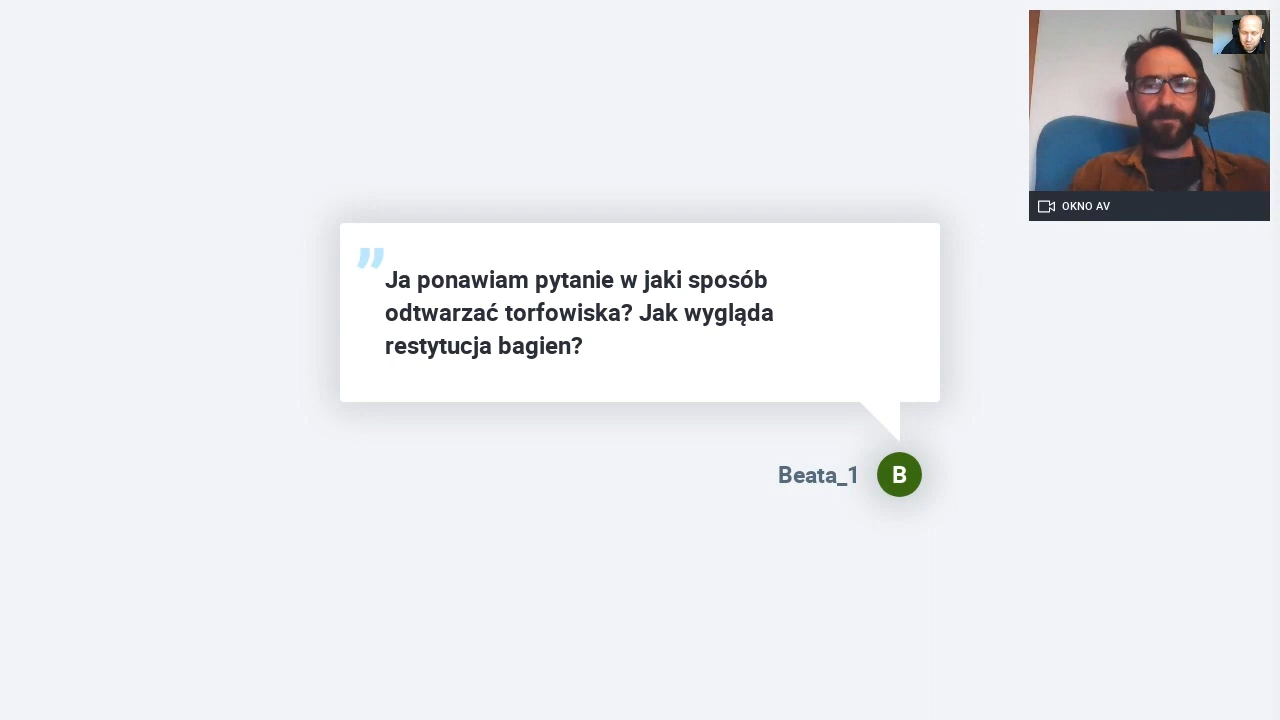 OKNO AV
” Ja ponawiam pytanie w jaki sposób
odtwarzać torfowiska? Jak wygląda
restytucja bagien?
Beata_1
B